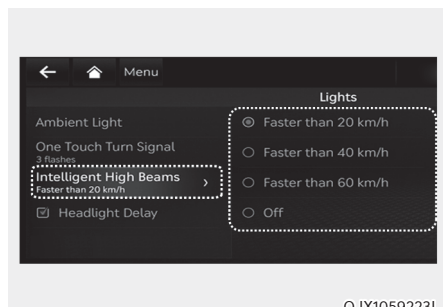 Menu
Lights
Ambient Light
One Touch Turn Signal
3 flashes
Intelligent High Beams
Faster than 20 km/h
Headlight Delay
Faster than 20 km/h
Faster than 40 km/h
Faster than 60 km/h
Off